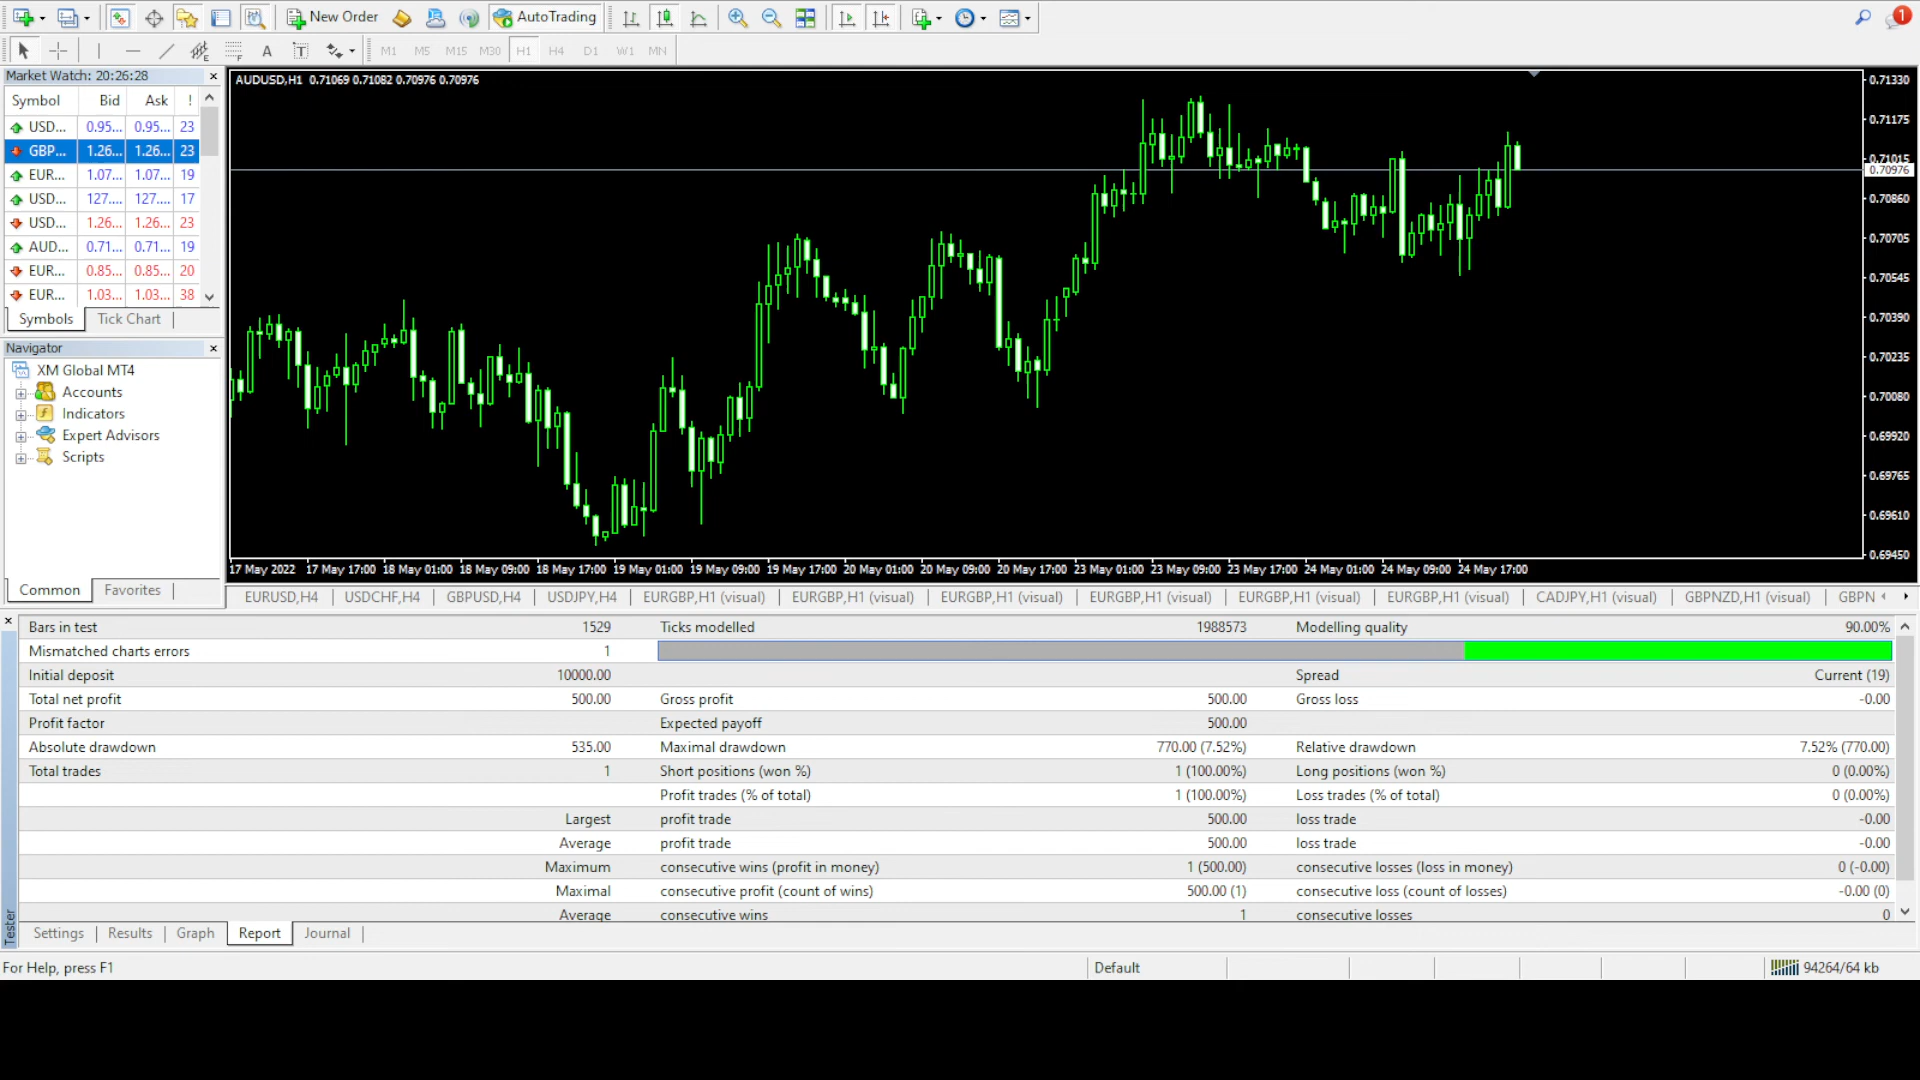 New Order AutoTrading 1
A T M1 M5 M15 M30 H1 H4 D1 W1 MN
Market Watch: 20:26:28
Symbol Bid Ask !
USD... 0.95... 0.95... 23
GBP... 1.26... 1.26... 23
EUR... 1.07... 1.07... 19
USD... 127.... 127.... 17
USD... 1.26... 1.26... 23
AUD... 0.71... 0.71... 19
EUR... 0.85... 0.85... 20
EUR... 1.03... 1.03... 38
Symbols Tick Chart
Navigator
XM Global MT4
Accounts
Indicators
Expert Advisors
Scripts
Common Favorites
AUDUSD,H1 0.71069 0.71082 0.70976 0.70976
0.71330
0.71175
0.71015
0.70976
0.70860
0.70705
0.70545
0.70390
0.70235
0.70080
0.69920
0.69765
0.69610
0.69450
17 May 2022 17 May 17:00 18 May 01:00 18 May 09:00 18 May 17:00 19 May 01:00 19 May 09:00 19 May 17:00 20 May 01:00 20 May 09:00 20 May 17:00 23 May 01:00 23 May 09:00 23 May 17:00 24 May 01:00 24 May 09:00 24 May 17:00
EURUSD,H4 USDCHF,H4 GBPUSD,H4 USDJPY,H4 EURGBP,H1 (visual) EURGBP,H1 (visual) EURGBP,H1 (visual) EURGBP,H1 (visual) EURGBP,H1 (visual) EURGBP,H1 (visual) CADJPY,H1 (visual) GBPNZD,H1 (visual) GBPN
Bars in test 1529 Ticks modelled 1988573 Modelling quality 90.00%
Mismatched charts errors 1
Initial deposit 10000.00 Spread Current (19)
Total net profit 500.00 Gross profit 500.00 Gross loss -0.00
Profit factor Expected payoff 500.00
Absolute drawdown 535.00 Maximal drawdown 770.00 (7.52%) Relative drawdown 7.52% (770.00)
Total trades 1 Short positions (won %) 1 (100.00%) Long positions (won %) 0 (0.00%)
Profit trades (% of total) 1 (100.00%) Loss trades (% of total) 0 (0.00%)
Largest profit trade 500.00 loss trade -0.00
Average profit trade 500.00 loss trade -0.00
Maximum consecutive wins (profit in money) 1 (500.00) consecutive losses (loss in money) 0 (-0.00)
Maximal consecutive profit (count of wins) 500.00 (1) consecutive loss (count of losses) -0.00 (0)
Average consecutive wins 1 consecutive losses 0
Tester
Settings Results Graph Report Journal
For Help, press F1 Default 94264/64 kb